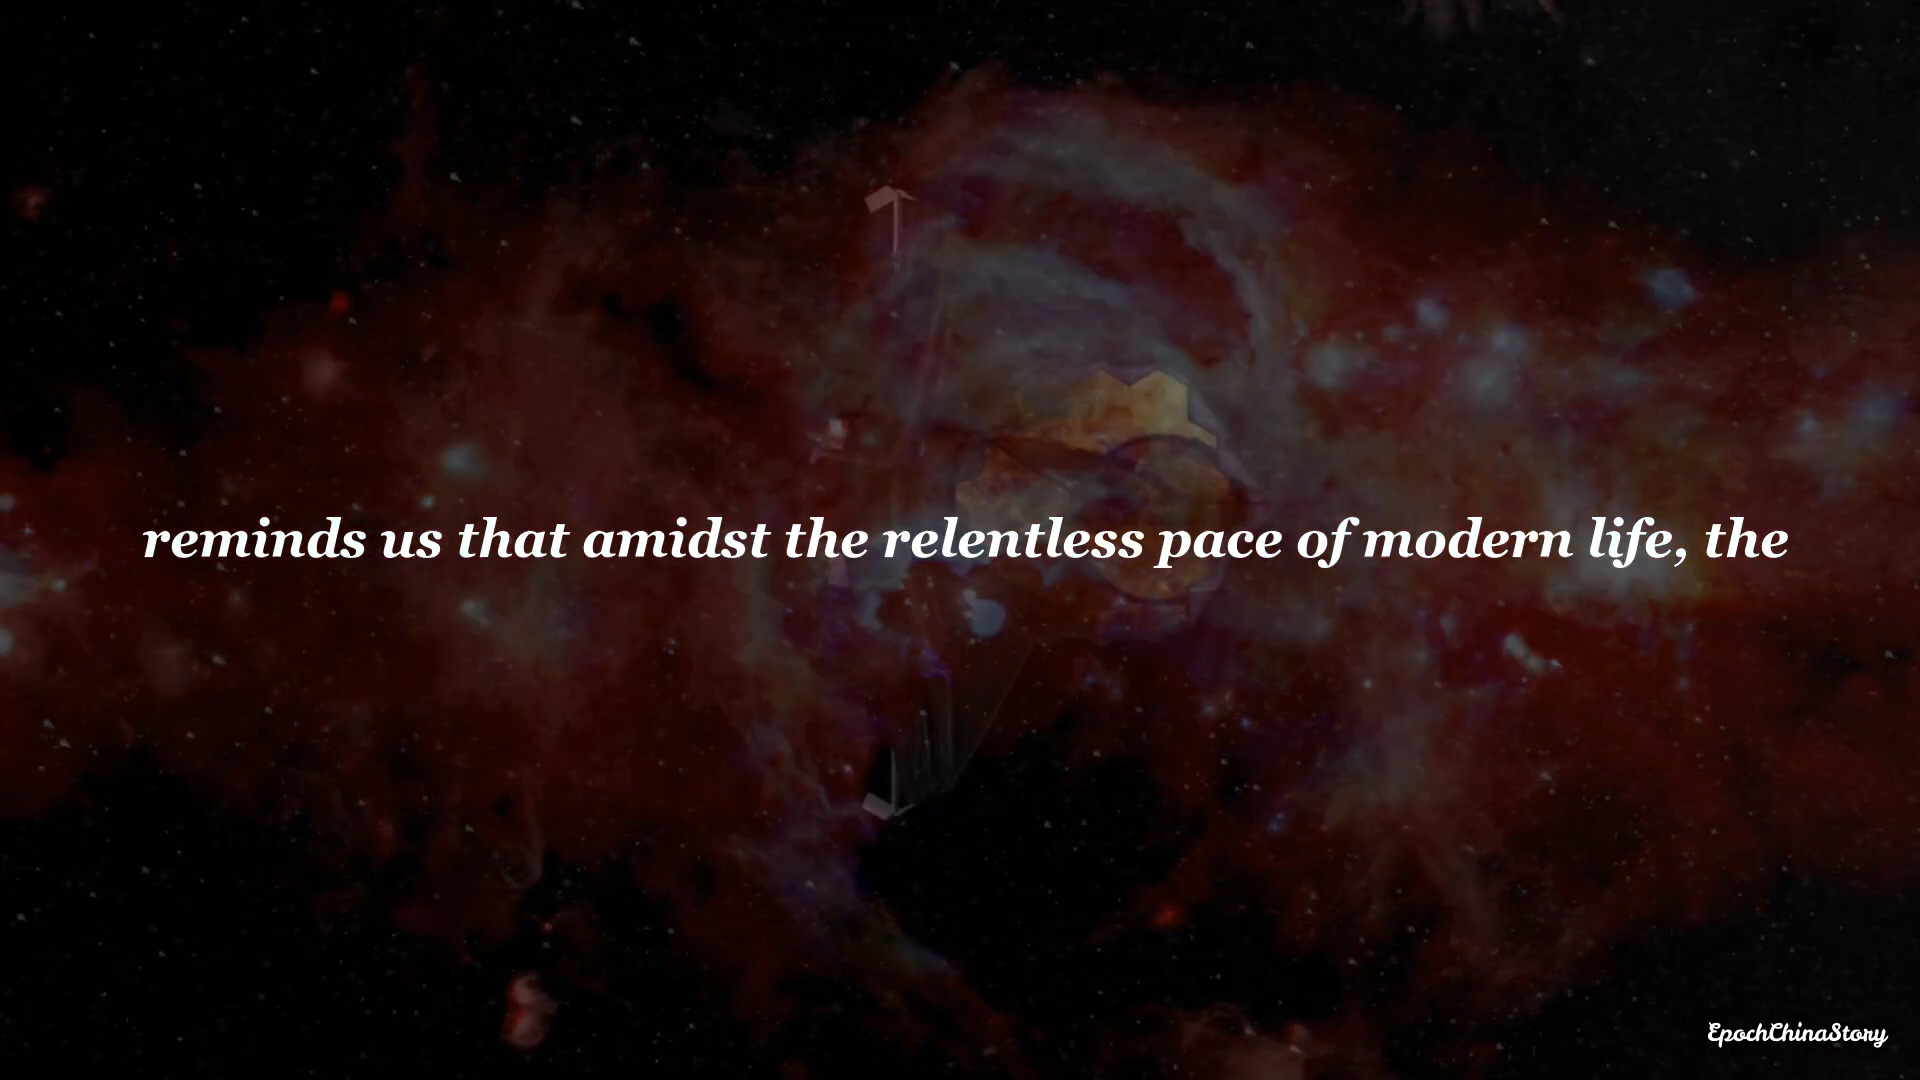 reminds us that amidst the relentless pace of modern life, the
EpochChinaStory